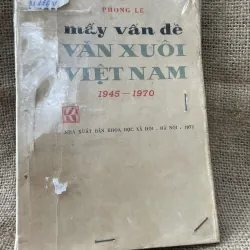 PHONG LÊ
mấy vấn đề
VĂN XUÔI
VIỆT NAM
1945 — 1970
NHÀ XUẤT BẢN KHOA HỌC XÃ HỘI - HÀ NỘI - 1972